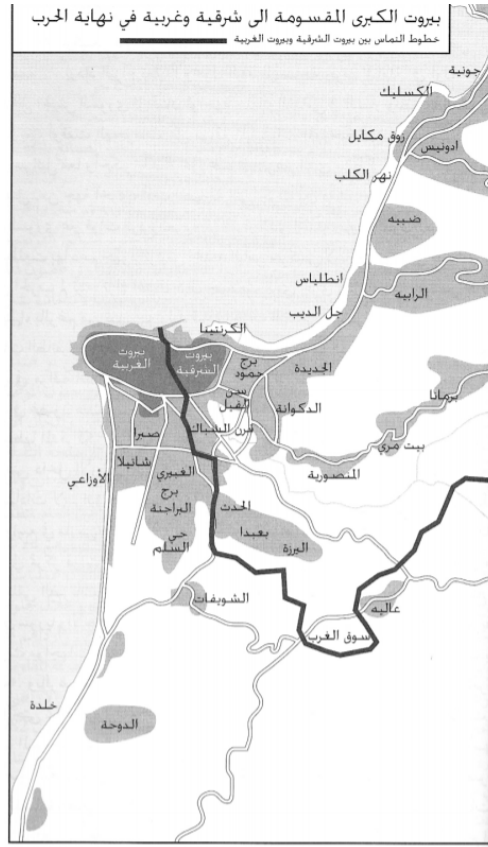 بيروت الكبرى المقسومة الى شرقية وغربية في نهاية الحرب
خطوط التماس بين بيروت الشرقية وبيروت الغربية
جونية
الكسليك
زوق مكايل
ادونيس
نهر الكلب
ضبيه
انطلياس
الرابيه
جل الديب
الكرنتينا
بيروت الغربية
بيروت الشرقية
برج حمود
الجديدة
سن الفيل
الدكوانة
برمانا
صبرا
فرن الشباك
بيت مري
المنصورية
شاتيلا
الأوزاعي
الغبيري
برج البراجنة
الحدث
بعبدا
اليرزة
حي السلم
الشويفات
عاليه
سوق الغرب
خلدة
الدوحة